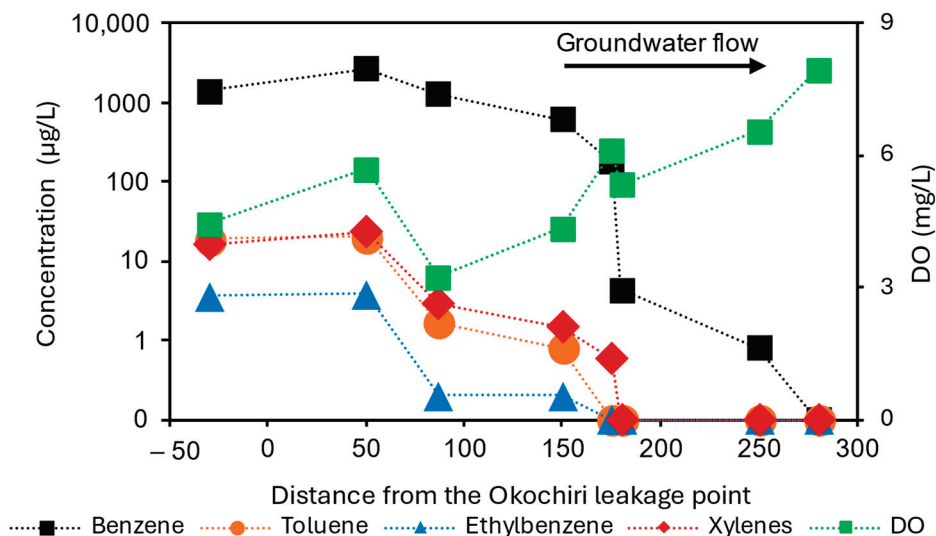 10,000
1000
100
10
1
0
Concentration (µg/L)
9
6
3
0
DO (mg/L)
Groundwater flow
– 50 0 50 100 150 200 250 300
Distance from the Okochiri leakage point
Benzene Toluene Ethylbenzene Xylenes DO